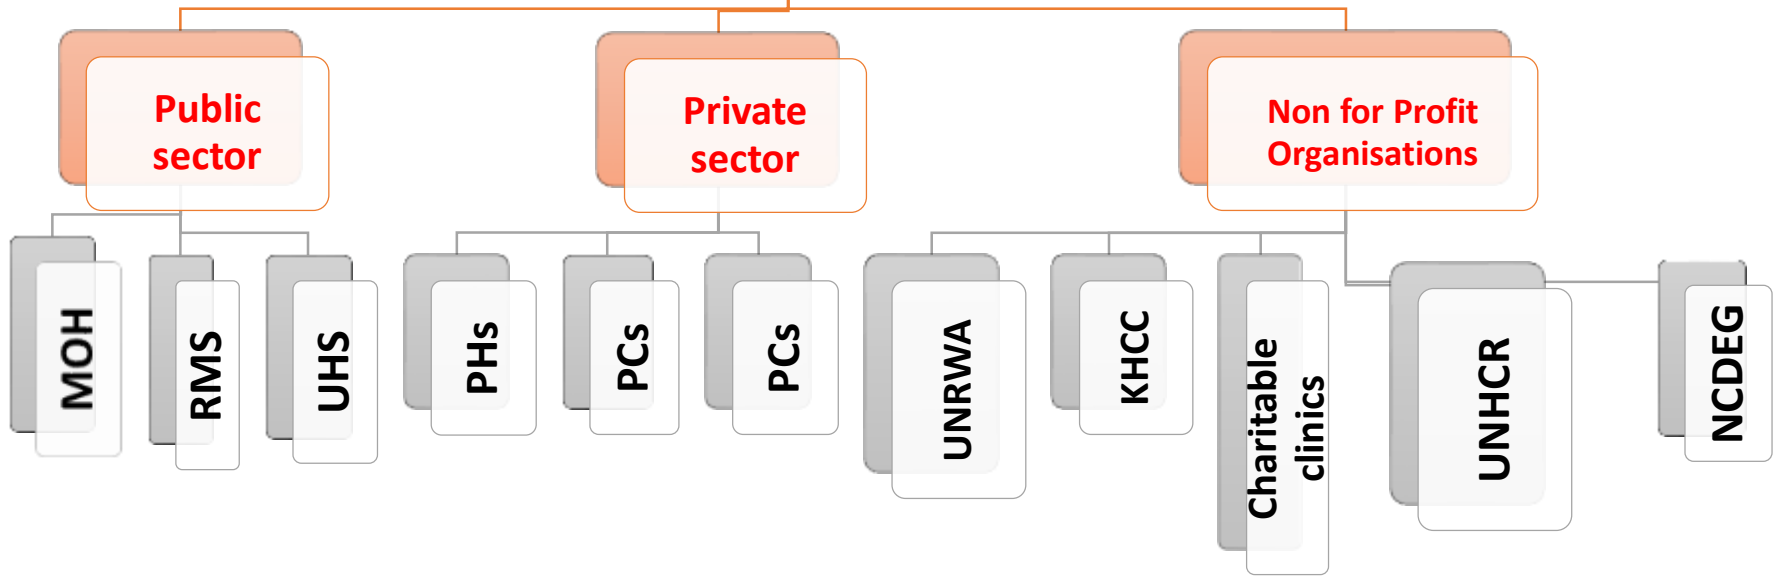 Public
sector
Private
sector
Non for Profit
Organisations
MOH
RMS
UHS
PHs
PCs
PCs
UNRWA
KHCC
Charitable
clinics
UNHCR
NCDEG